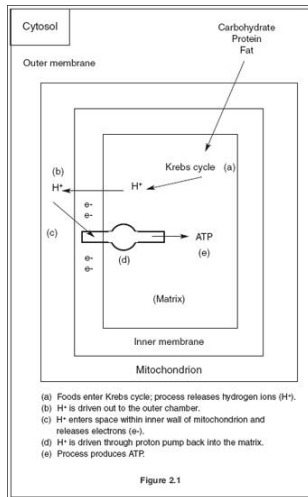 Cytosol
Carbohydrate
Protein
Fat
Outer membrane
Krebs cycle (a)
(b)
H+
H+
e-
e-
(c)
ATP
e-
e-
(d)
(e)
(Matrix)
Inner membrane
Mitochondrion
(a) Foods enter Krebs cycle; process releases hydrogen ions (H+).
(b) H+ is driven out to the outer chamber.
(c) H+ enters space within inner wall of mitochondrion and
releases electrons (e-).
(d) H+ is driven through proton pump back into the matrix.
(e) Process produces ATP.
Figure 2.1